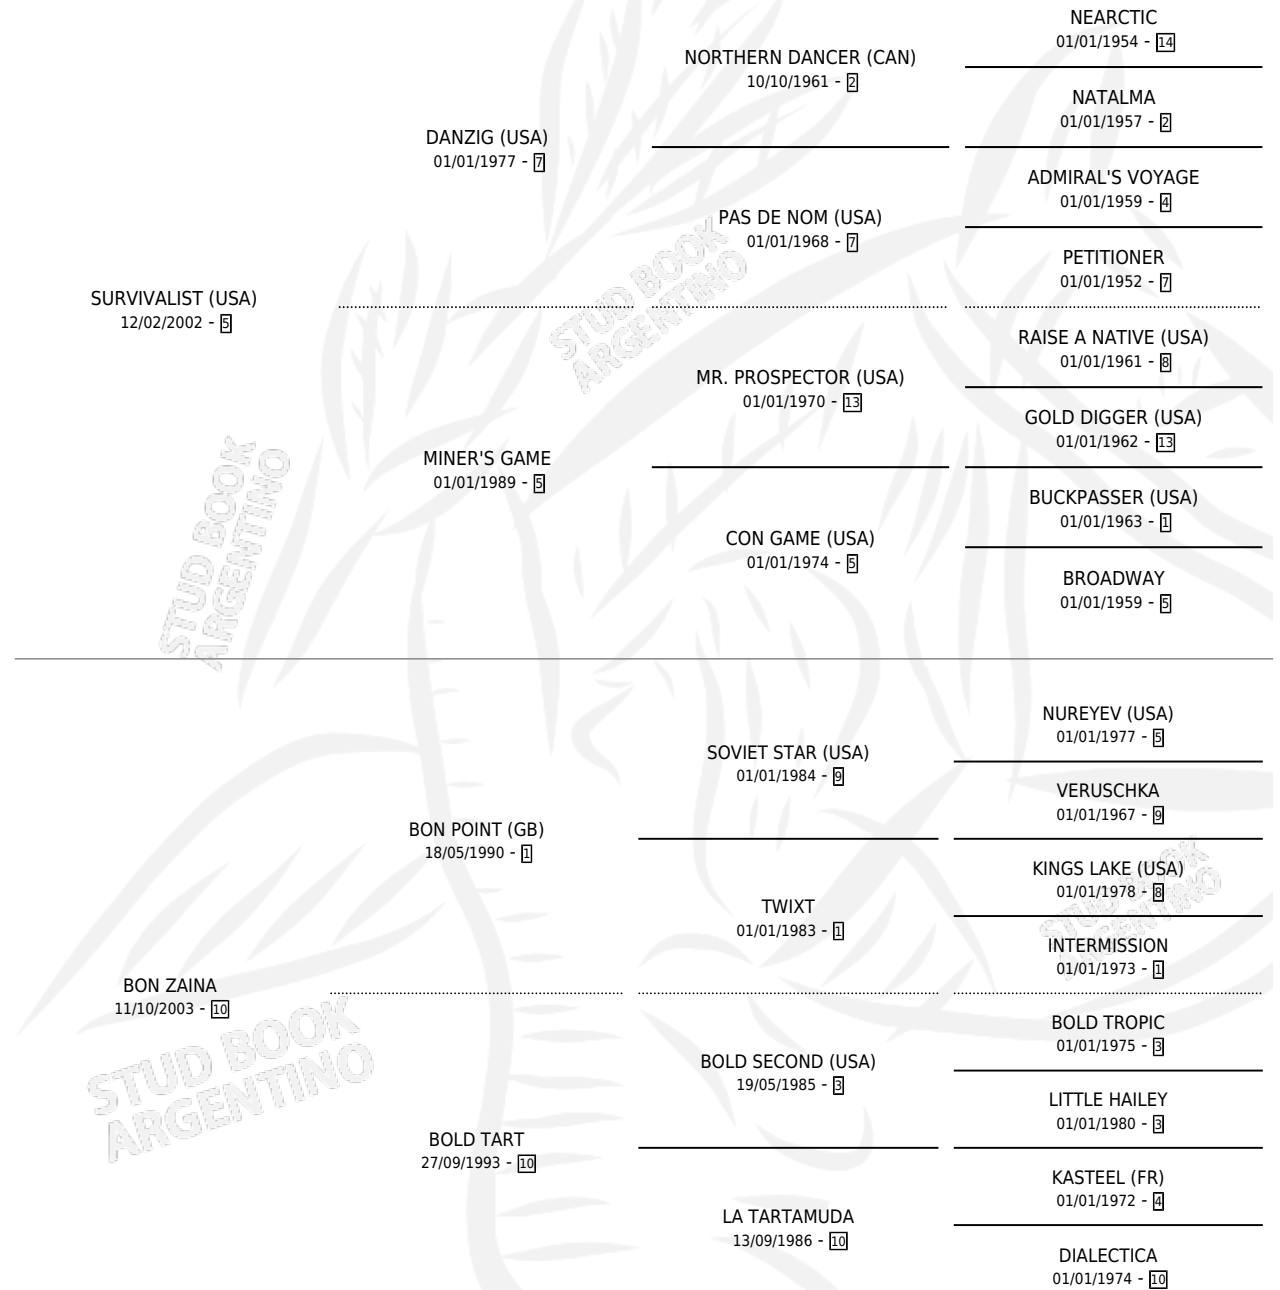 NEARCTIC
01/01/1954 - 14
NORTHERN DANCER (CAN)
10/10/1961 - 2
NATALMA
01/01/1957 - 2
DANZIG (USA)
01/01/1977 - 7
ADMIRAL'S VOYAGE
01/01/1959 - 4
PAS DE NOM (USA)
01/01/1968 - 7
PETITIONER
01/01/1952 - 7
SURVIVALIST (USA)
12/02/2002 - 5
STUD BOOK
ARGENTINO
RAISE A NATIVE (USA)
01/01/1961 - 8
MR. PROSPECTOR (USA)
01/01/1970 - 13
GOLD DIGGER (USA)
01/01/1962 - 13
MINER'S GAME
01/01/1989 - 5
BUCKPASSER (USA)
01/01/1963 - 1
CON GAME (USA)
01/01/1974 - 5
BROADWAY
01/01/1959 - 5
STUD BOOK
ARGENTINO
NUREYEV (USA)
01/01/1977 - 5
SOVIET STAR (USA)
01/01/1984 - 9
VERUSCHKA
01/01/1967 - 9
BON POINT (GB)
18/05/1990 - 1
KINGS LAKE (USA)
01/01/1978 - 8
TWIXT
01/01/1983 - 1
STUD BOOK
ARGENTINO
INTERMISSION
01/01/1973 - 1
BON ZAINA
11/10/2003 - 10
BOLD TROPIC
01/01/1975 - 3
BOLD SECOND (USA)
19/05/1985 - 3
STUD BOOK
ARGENTINO
LITTLE HAILEY
01/01/1980 - 3
BOLD TART
27/09/1993 - 10
KASTEEL (FR)
01/01/1972 - 4
LA TARTAMUDA
13/09/1986 - 10
DIALECTICA
01/01/1974 - 10